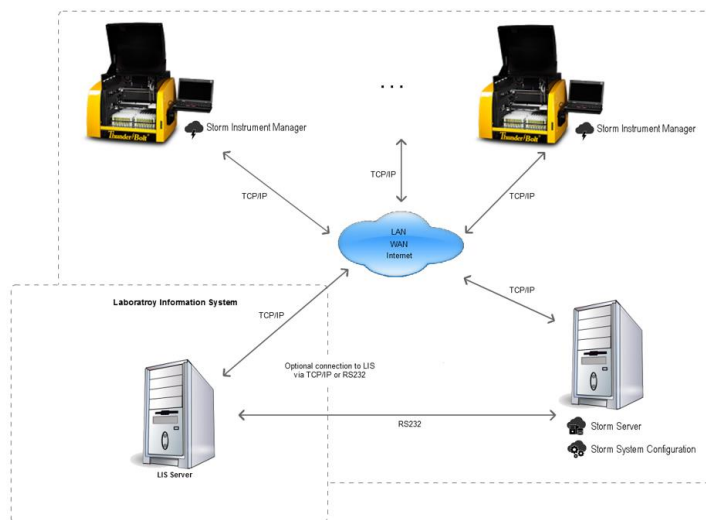 ...
ThunderBolt
Storm Instrument Manager
ThunderBolt
Storm Instrument Manager
TCP/IP
TCP/IP
TCP/IP
LAN
WAN
Internet
TCP/IP
Laboratroy Information System
TCP/IP
Optional connection to LIS
via TCP/IP or RS232
RS232
Storm Server
Storm System Configuration
LIS Server